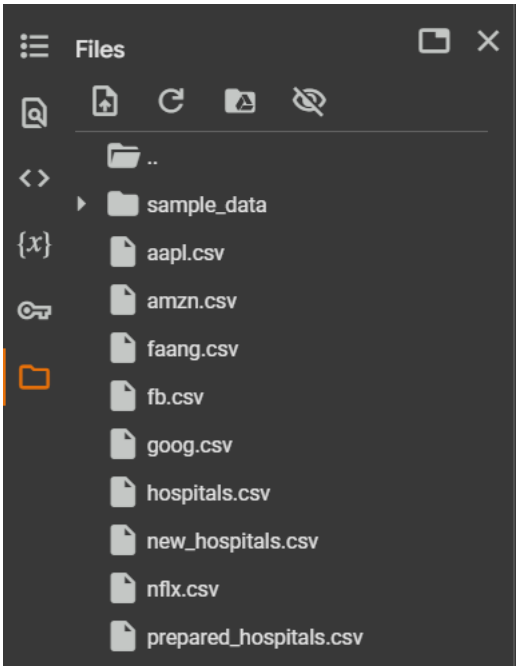 Files
..
sample_data
{x}
aapl.csv
amzn.csv
faang.csv
fb.csv
goog.csv
hospitals.csv
new_hospitals.csv
nflx.csv
prepared_hospitals.csv